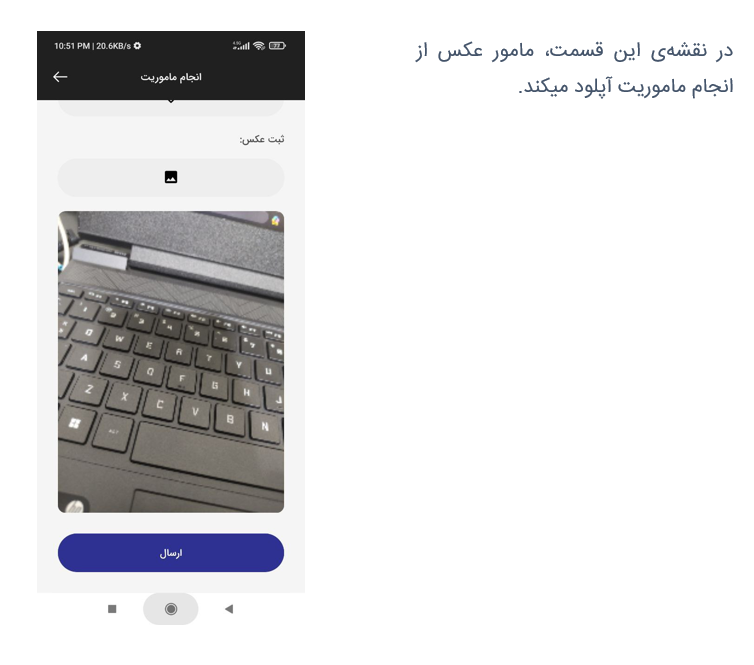 در نقشه‌ی این قسمت، مامور عکس از
انجام ماموریت آپلود میکند.
10:51 PM | 20.6KB/s
77
انجام ماموریت
ثبت عکس:
Q W E R T Y U
A S D F G H J
Z X C V B N
ارسال